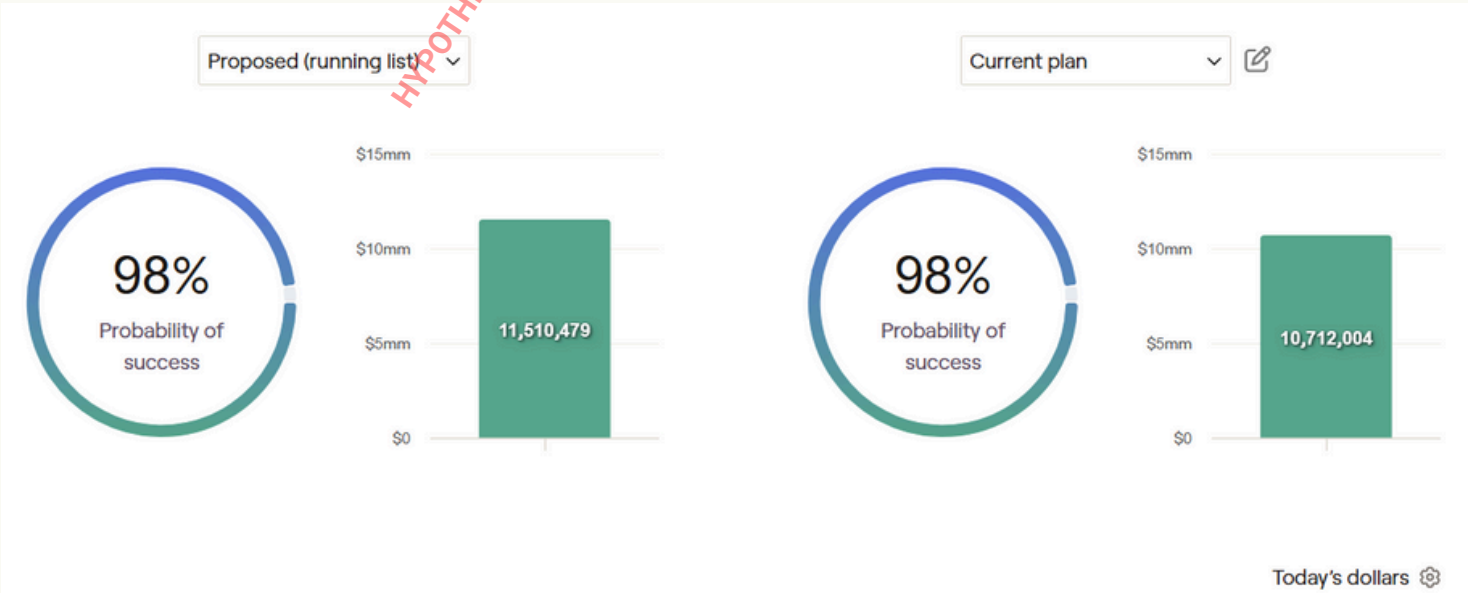 HYPOTHE
Proposed (running list)
98%
Probability of
success
$15mm
$10mm
$5mm
$0
11,510,479
Current plan
98%
Probability of
success
$15mm
$10mm
$5mm
$0
10,712,004
Today's dollars